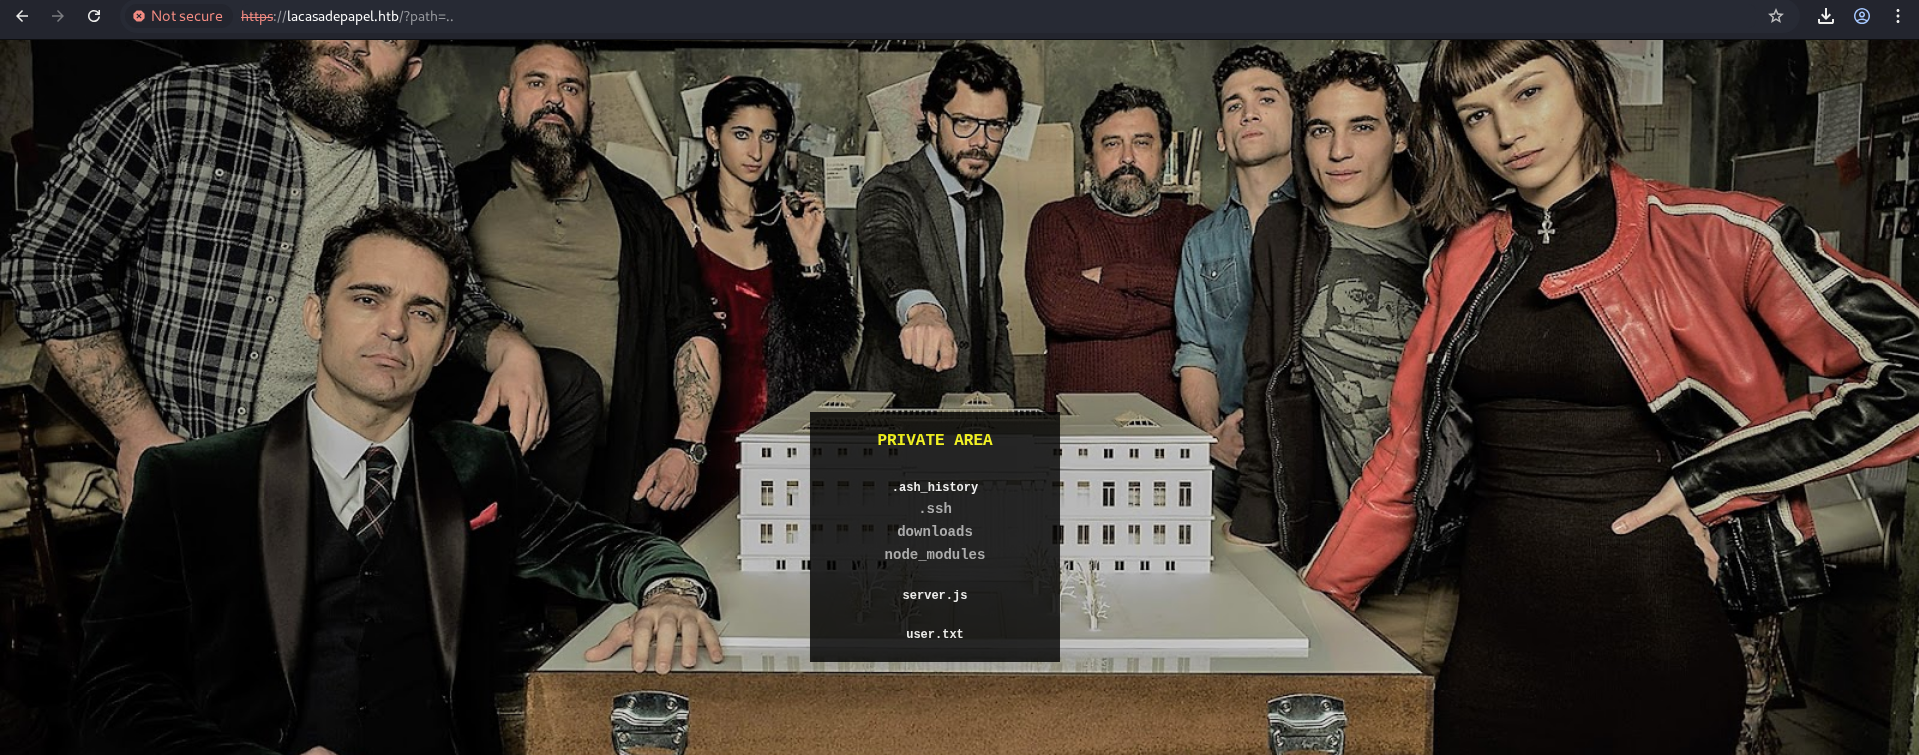 Not secure https://lacasadepapel.htb/?path=..
PRIVATE AREA
.ash_history
.ssh
downloads
node_modules
server.js
user.txt